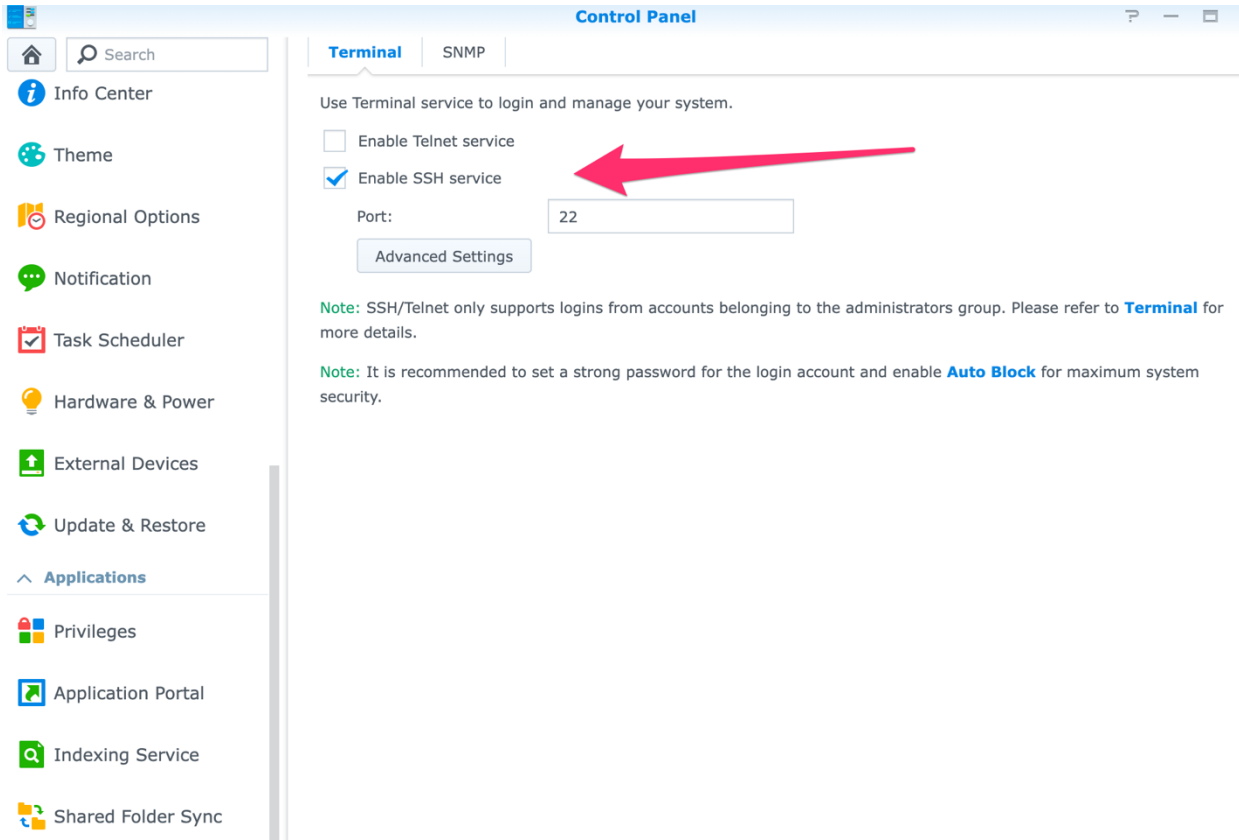 Control Panel
Search
Info Center
Theme
Regional Options
Notification
Task Scheduler
Hardware & Power
External Devices
Update & Restore
Applications
Privileges
Application Portal
Indexing Service
Shared Folder Sync
Terminal
SNMP
Use Terminal service to login and manage your system.
Enable Telnet service
Enable SSH service
Port:
22
Advanced Settings
Note: SSH/Telnet only supports logins from accounts belonging to the administrators group. Please refer to Terminal for
more details.
Note: It is recommended to set a strong password for the login account and enable Auto Block for maximum system
security.